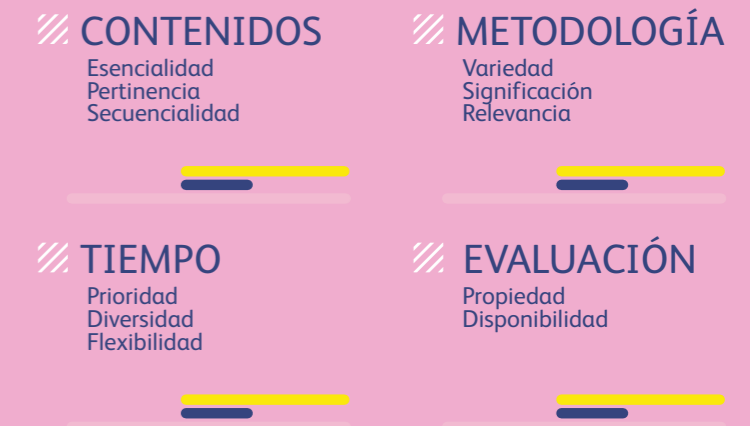 CONTENIDOS
Esencialidad
Pertinencia
Secuencialidad
METODOLOGÍA
Variedad
Significación
Relevancia
TIEMPO
Prioridad
Diversidad
Flexibilidad
EVALUACIÓN
Propiedad
Disponibilidad